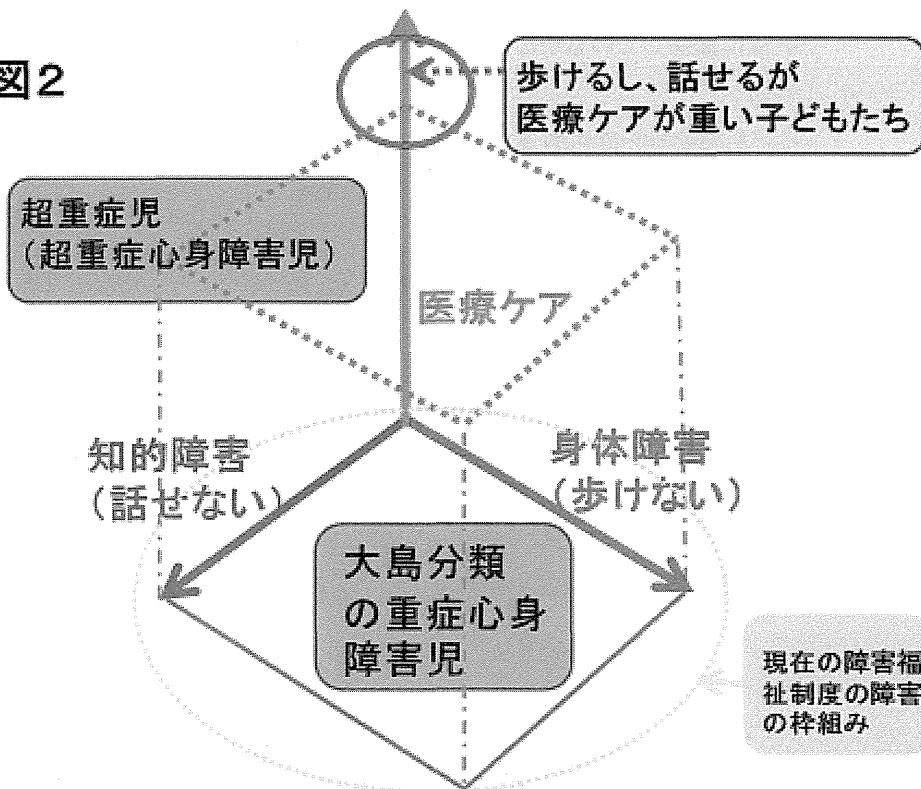 図2
歩けるし、話せるが
医療ケアが重い子どもたち
超重症児
（超重症心身障害児）
医療ケア
知的障害
（話せない）
身体障害
（歩けない）
大島分類
の重症心身
障害児
現在の障害福
祉制度の障害
の枠組み